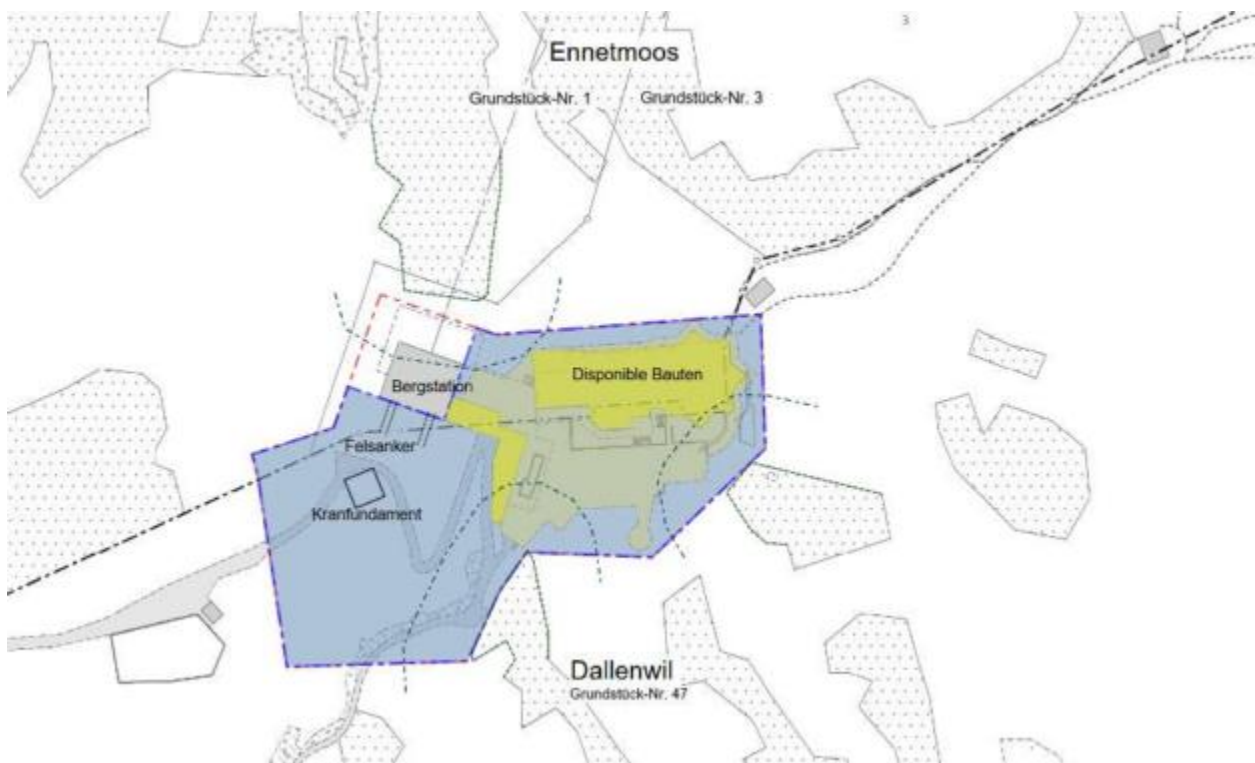 3
Ennetmoos
Grundstück-Nr. 1
Grundstück-Nr. 3
Disponible Bauten
Bergstation
Felsanker
Kranfundament
Dallenwil
Grundstück-Nr. 47